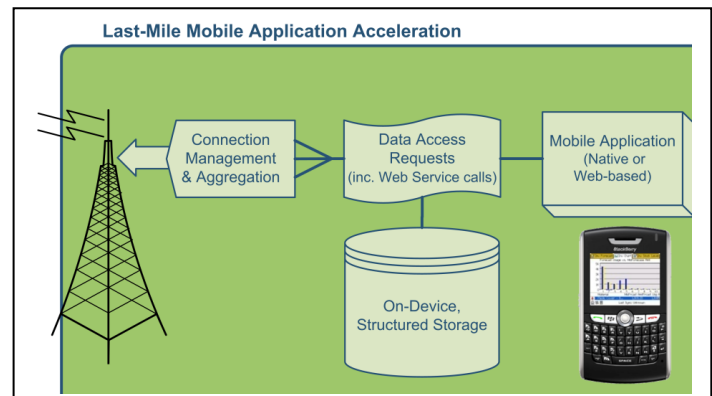 Last-Mile Mobile Application Acceleration
Connection
Management
& Aggregation
Data Access
Requests
(inc. Web Service calls)
Mobile Application
(Native or
Web-based)
On-Device,
Structured Storage
BlackBerry